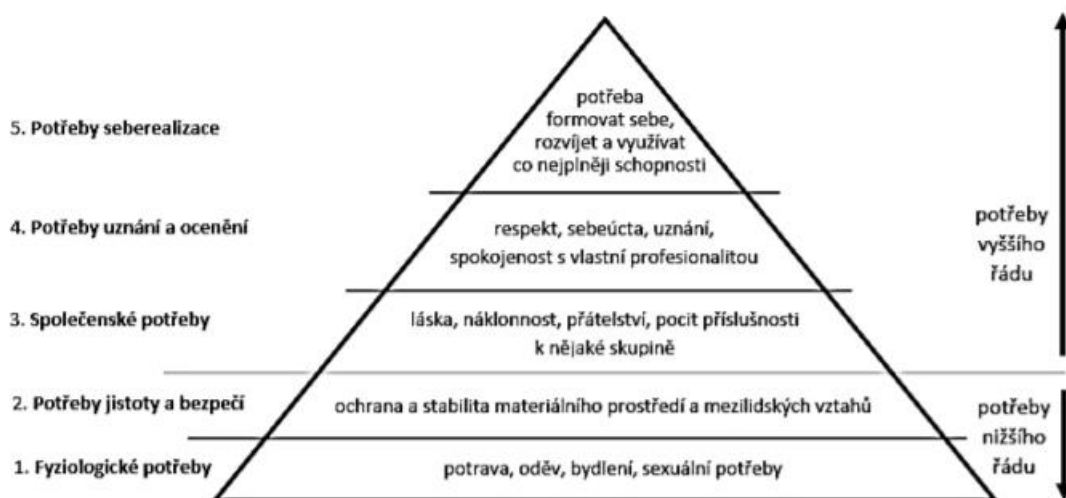 potřeba
formovat sebe,
5. Potřeby seberealizace
rozvíjet a využívat
co nejplněji schopnosti
4. Potřeby uznání a ocenění
respekt, sebeúcta, uznání,
spokojenost s vlastní profesionalitou
potřeby
vyššího
řádu
3. Společenské potřeby
láska, náklonnost, přátelství, pocit příslušnosti
k nějaké skupině
2. Potřeby jistoty a bezpečí
ochrana a stabilita materiálního prostředí a mezilidských vztahů
potřeby
nižšího
řádu
1. Fyziologické potřeby
potrava, oděv, bydlení, sexuální potřeby